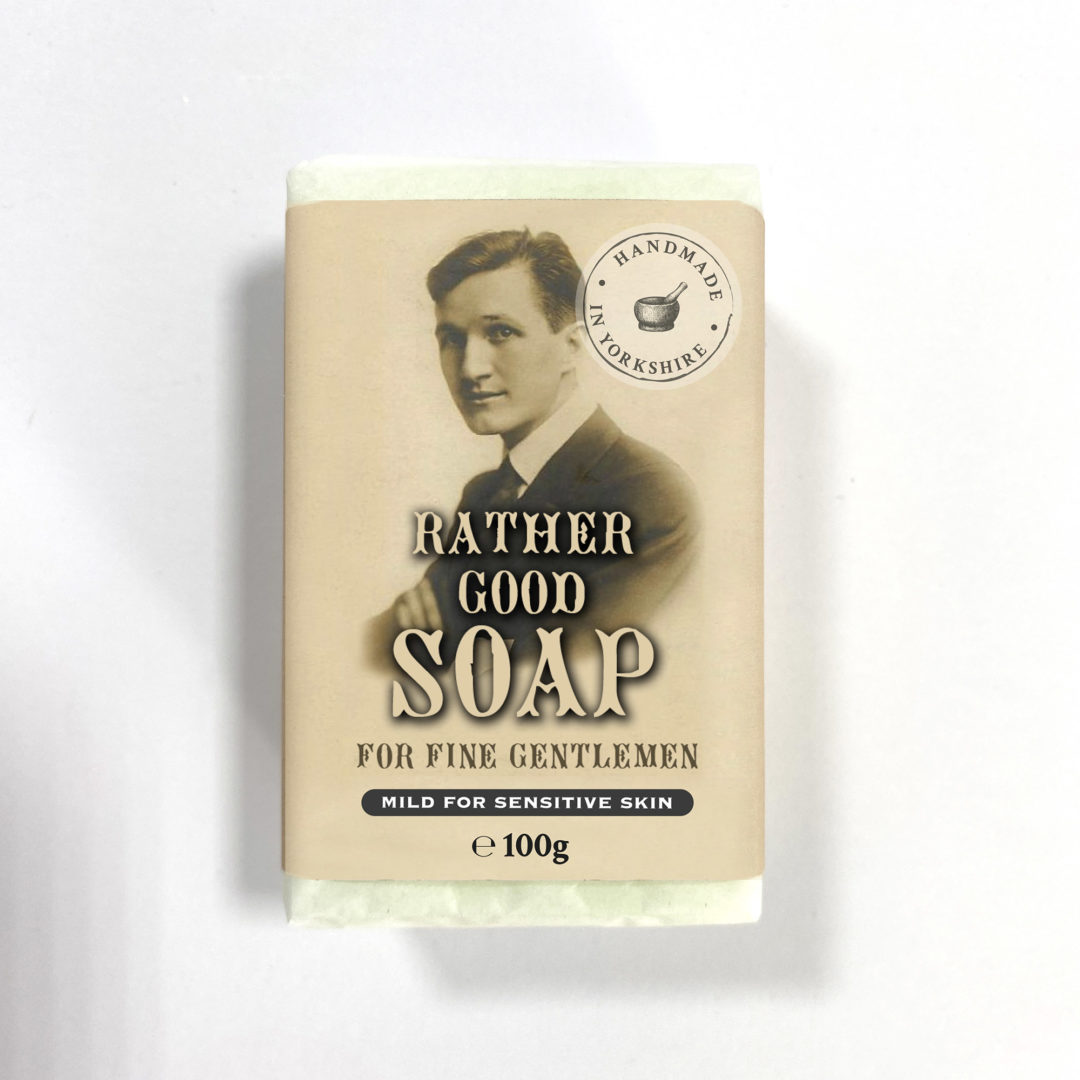 HANDMADE
IN YORKSHIRE
RATHER
GOOD
SOAP
FOR FINE GENTLEMEN
MILD FOR SENSITIVE SKIN
℮ 100g